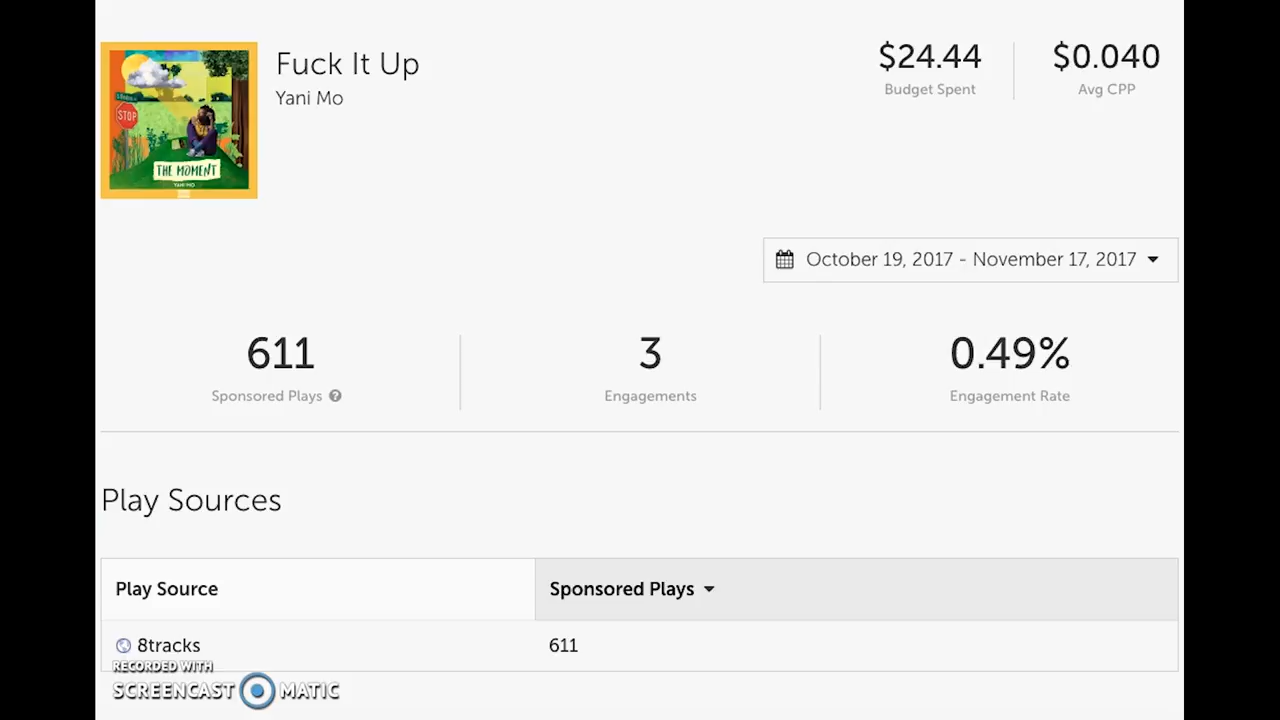 Fuck It Up
Yani Mo
$24.44
Budget Spent
$0.040
Avg CPP
STOP
THE MOMENT
YANI MO
October 19, 2017 - November 17, 2017
611
Sponsored Plays
3
Engagements
0.49%
Engagement Rate
Play Sources
Play Source
Sponsored Plays
8tracks
611
RECORDED WITH
SCREENCAST MATIC